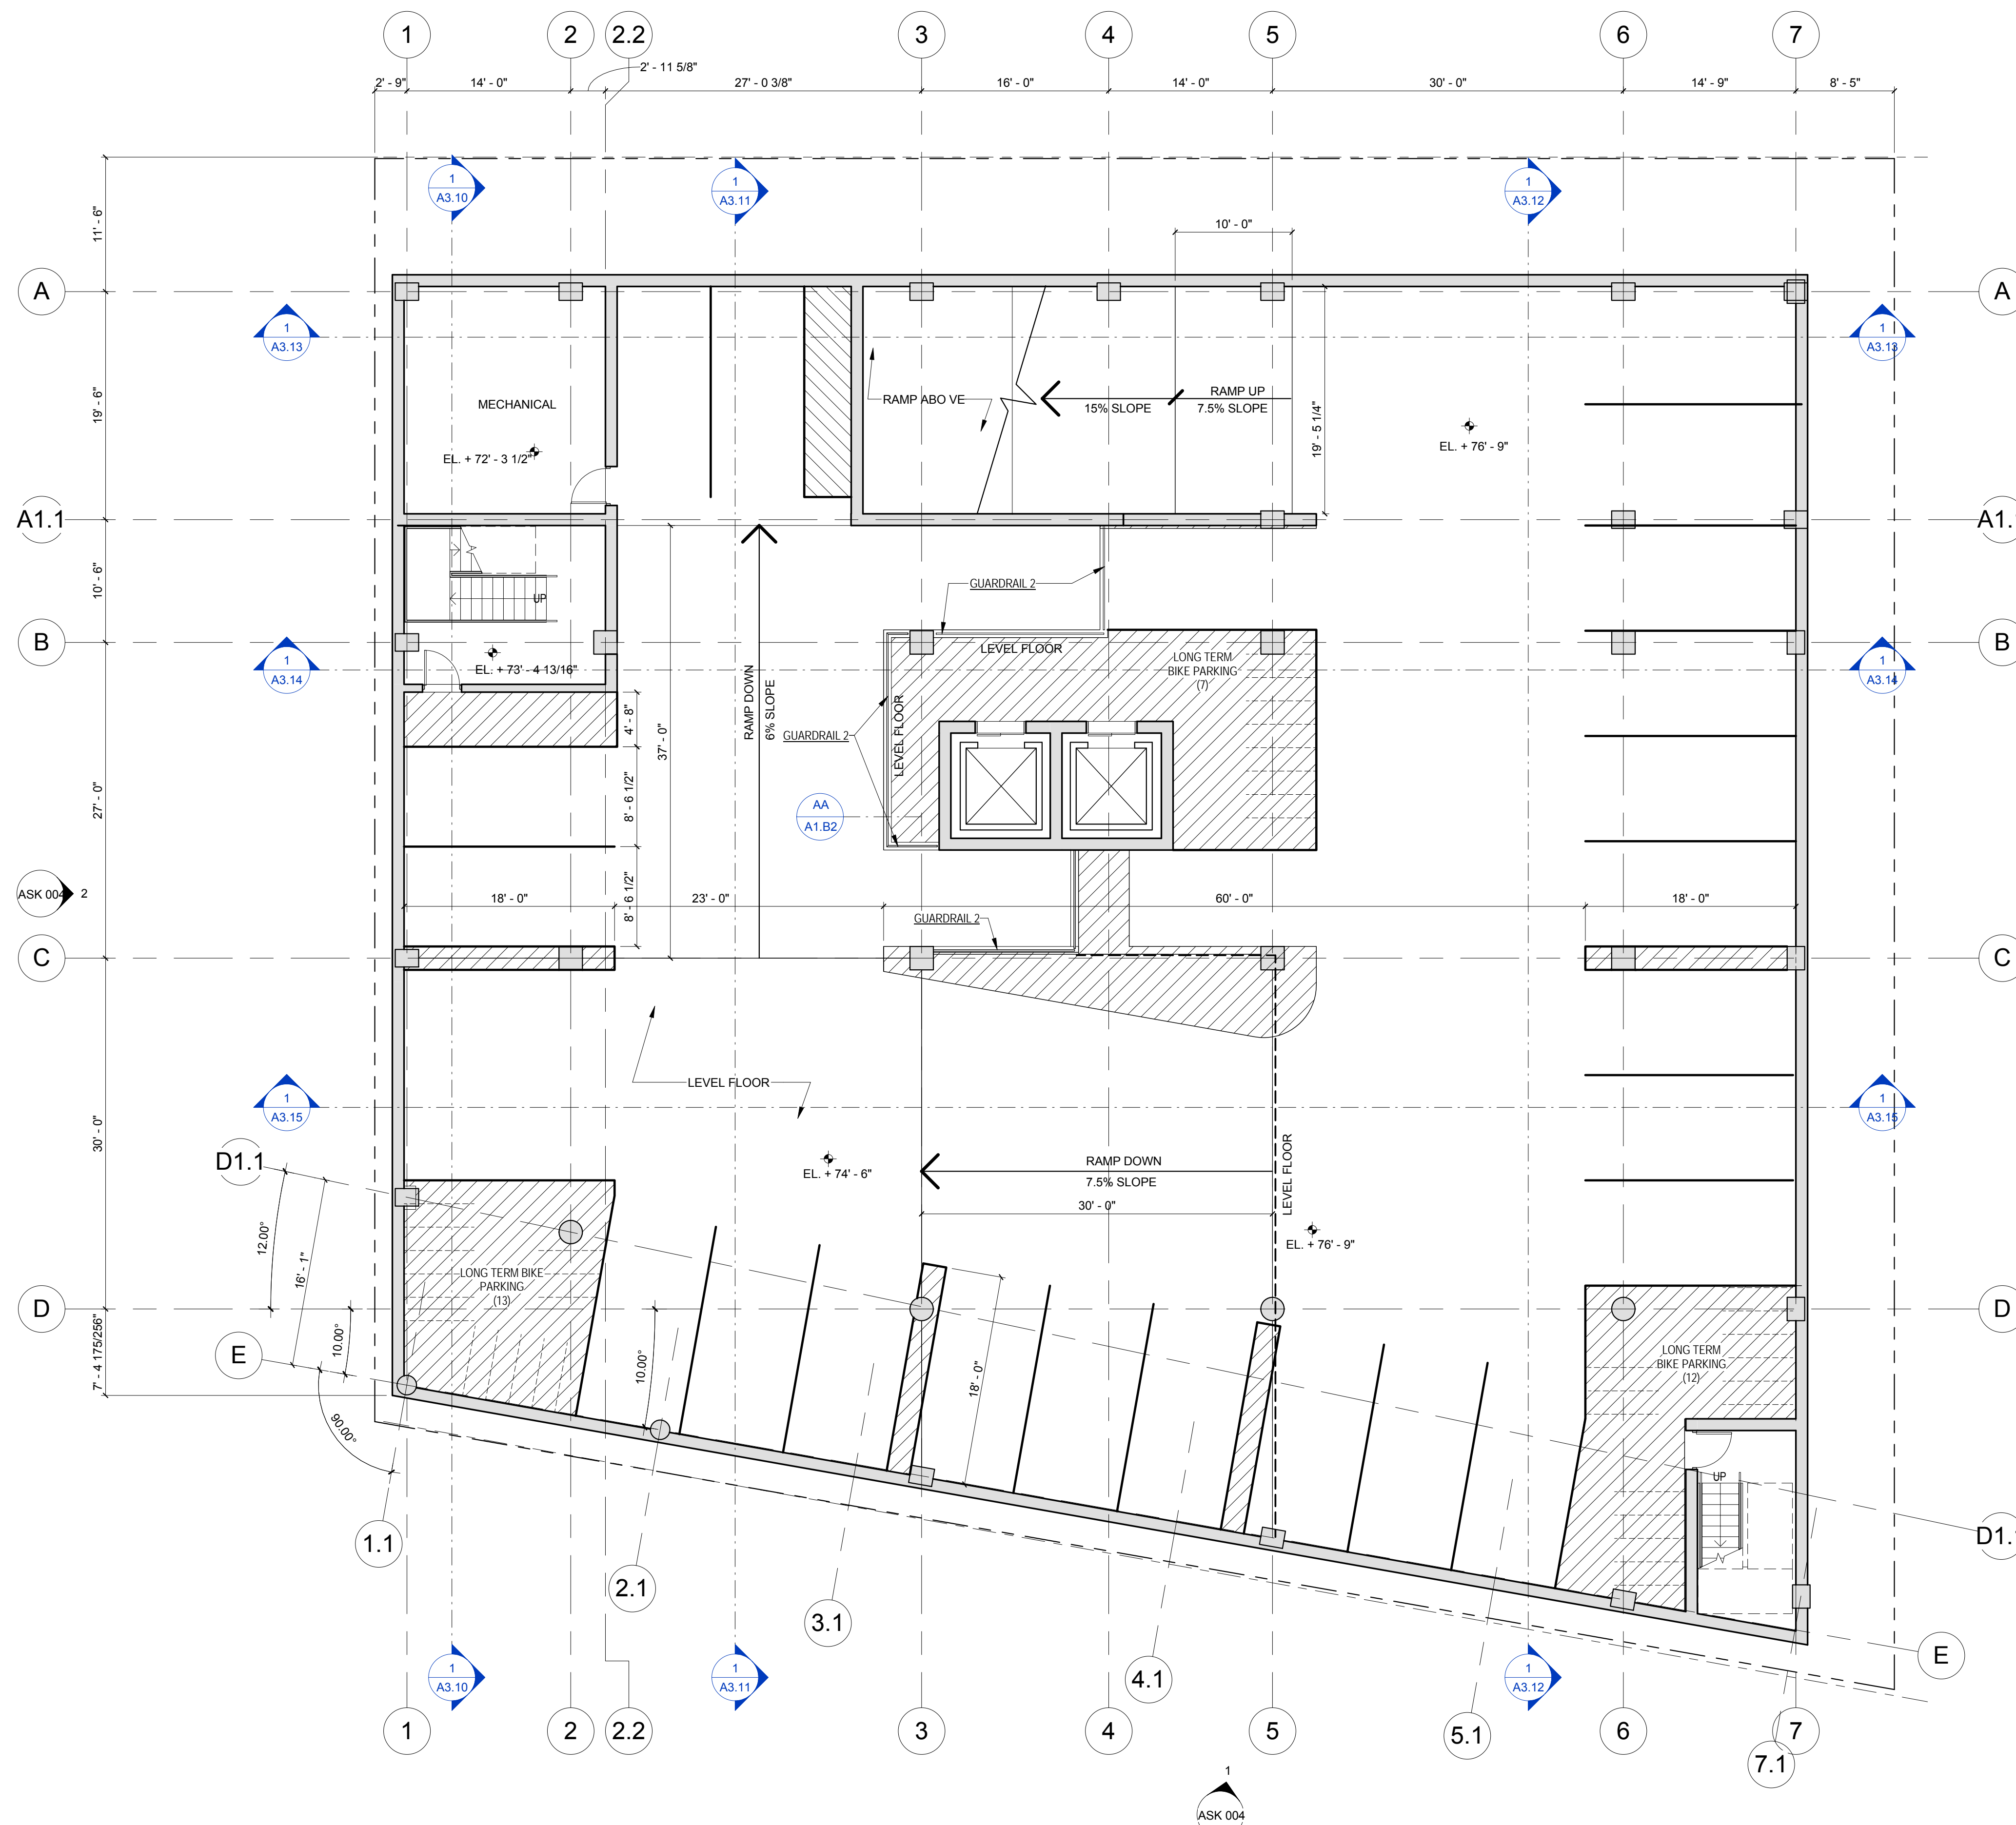 1 2 2.2 3 4 5 6 7
2' - 11 5/8"
2' - 9" 14' - 0" 27' - 0 3/8" 16' - 0" 14' - 0" 30' - 0" 14' - 9" 8' - 5"
1 1 1
A3.10 A3.11 A3.12
11' - 6"
10' - 0"
A A
1 1
A3.13 A3.13
19' - 6"
MECHANICAL
RAMP ABO VE
RAMP UP
15% SLOPE 7.5% SLOPE
19' - 5 1/4"
EL. + 76' - 9"
EL. + 72' - 3 1/2"
A1.1 A1.
10' - 6"
GUARDRAIL 2
UP
B B
LEVEL FLOOR
LONG TERM
BIKE PARKING
(7)
EL. + 73' - 4 13/16"
1 1
A3.14 A3.14
RAMP DOWN
6% SLOPE
LEVEL FLOOR
4' - 8"
37' - 0"
GUARDRAIL 2
27' - 0"
8' - 6 1/2"
AA
A1.B2
ASK 004 2
8' - 6 1/2"
18' - 0" 23' - 0" 60' - 0" 18' - 0"
GUARDRAIL 2
C C
LEVEL FLOOR
1 1
A3.15 A3.15
30' - 0"
D1.1
EL. + 74' - 6"
RAMP DOWN
7.5% SLOPE
LEVEL FLOOR
30' - 0"
12.00°
16' - 1"
EL. + 76' - 9"
LONG TERM BIKE
PARKING
(13)
D D
7' - 4 175/256"
10.00°
10.00°
E
18' - 0"
LONG TERM
BIKE PARKING
(12)
90.00°
UP
1.1
D1.
2.1
3.1
E
4.1
1 1 1
A3.10 A3.11 A3.12
1 2 2.2 3 4 5 5.1 6 7
7.1
1
ASK 004